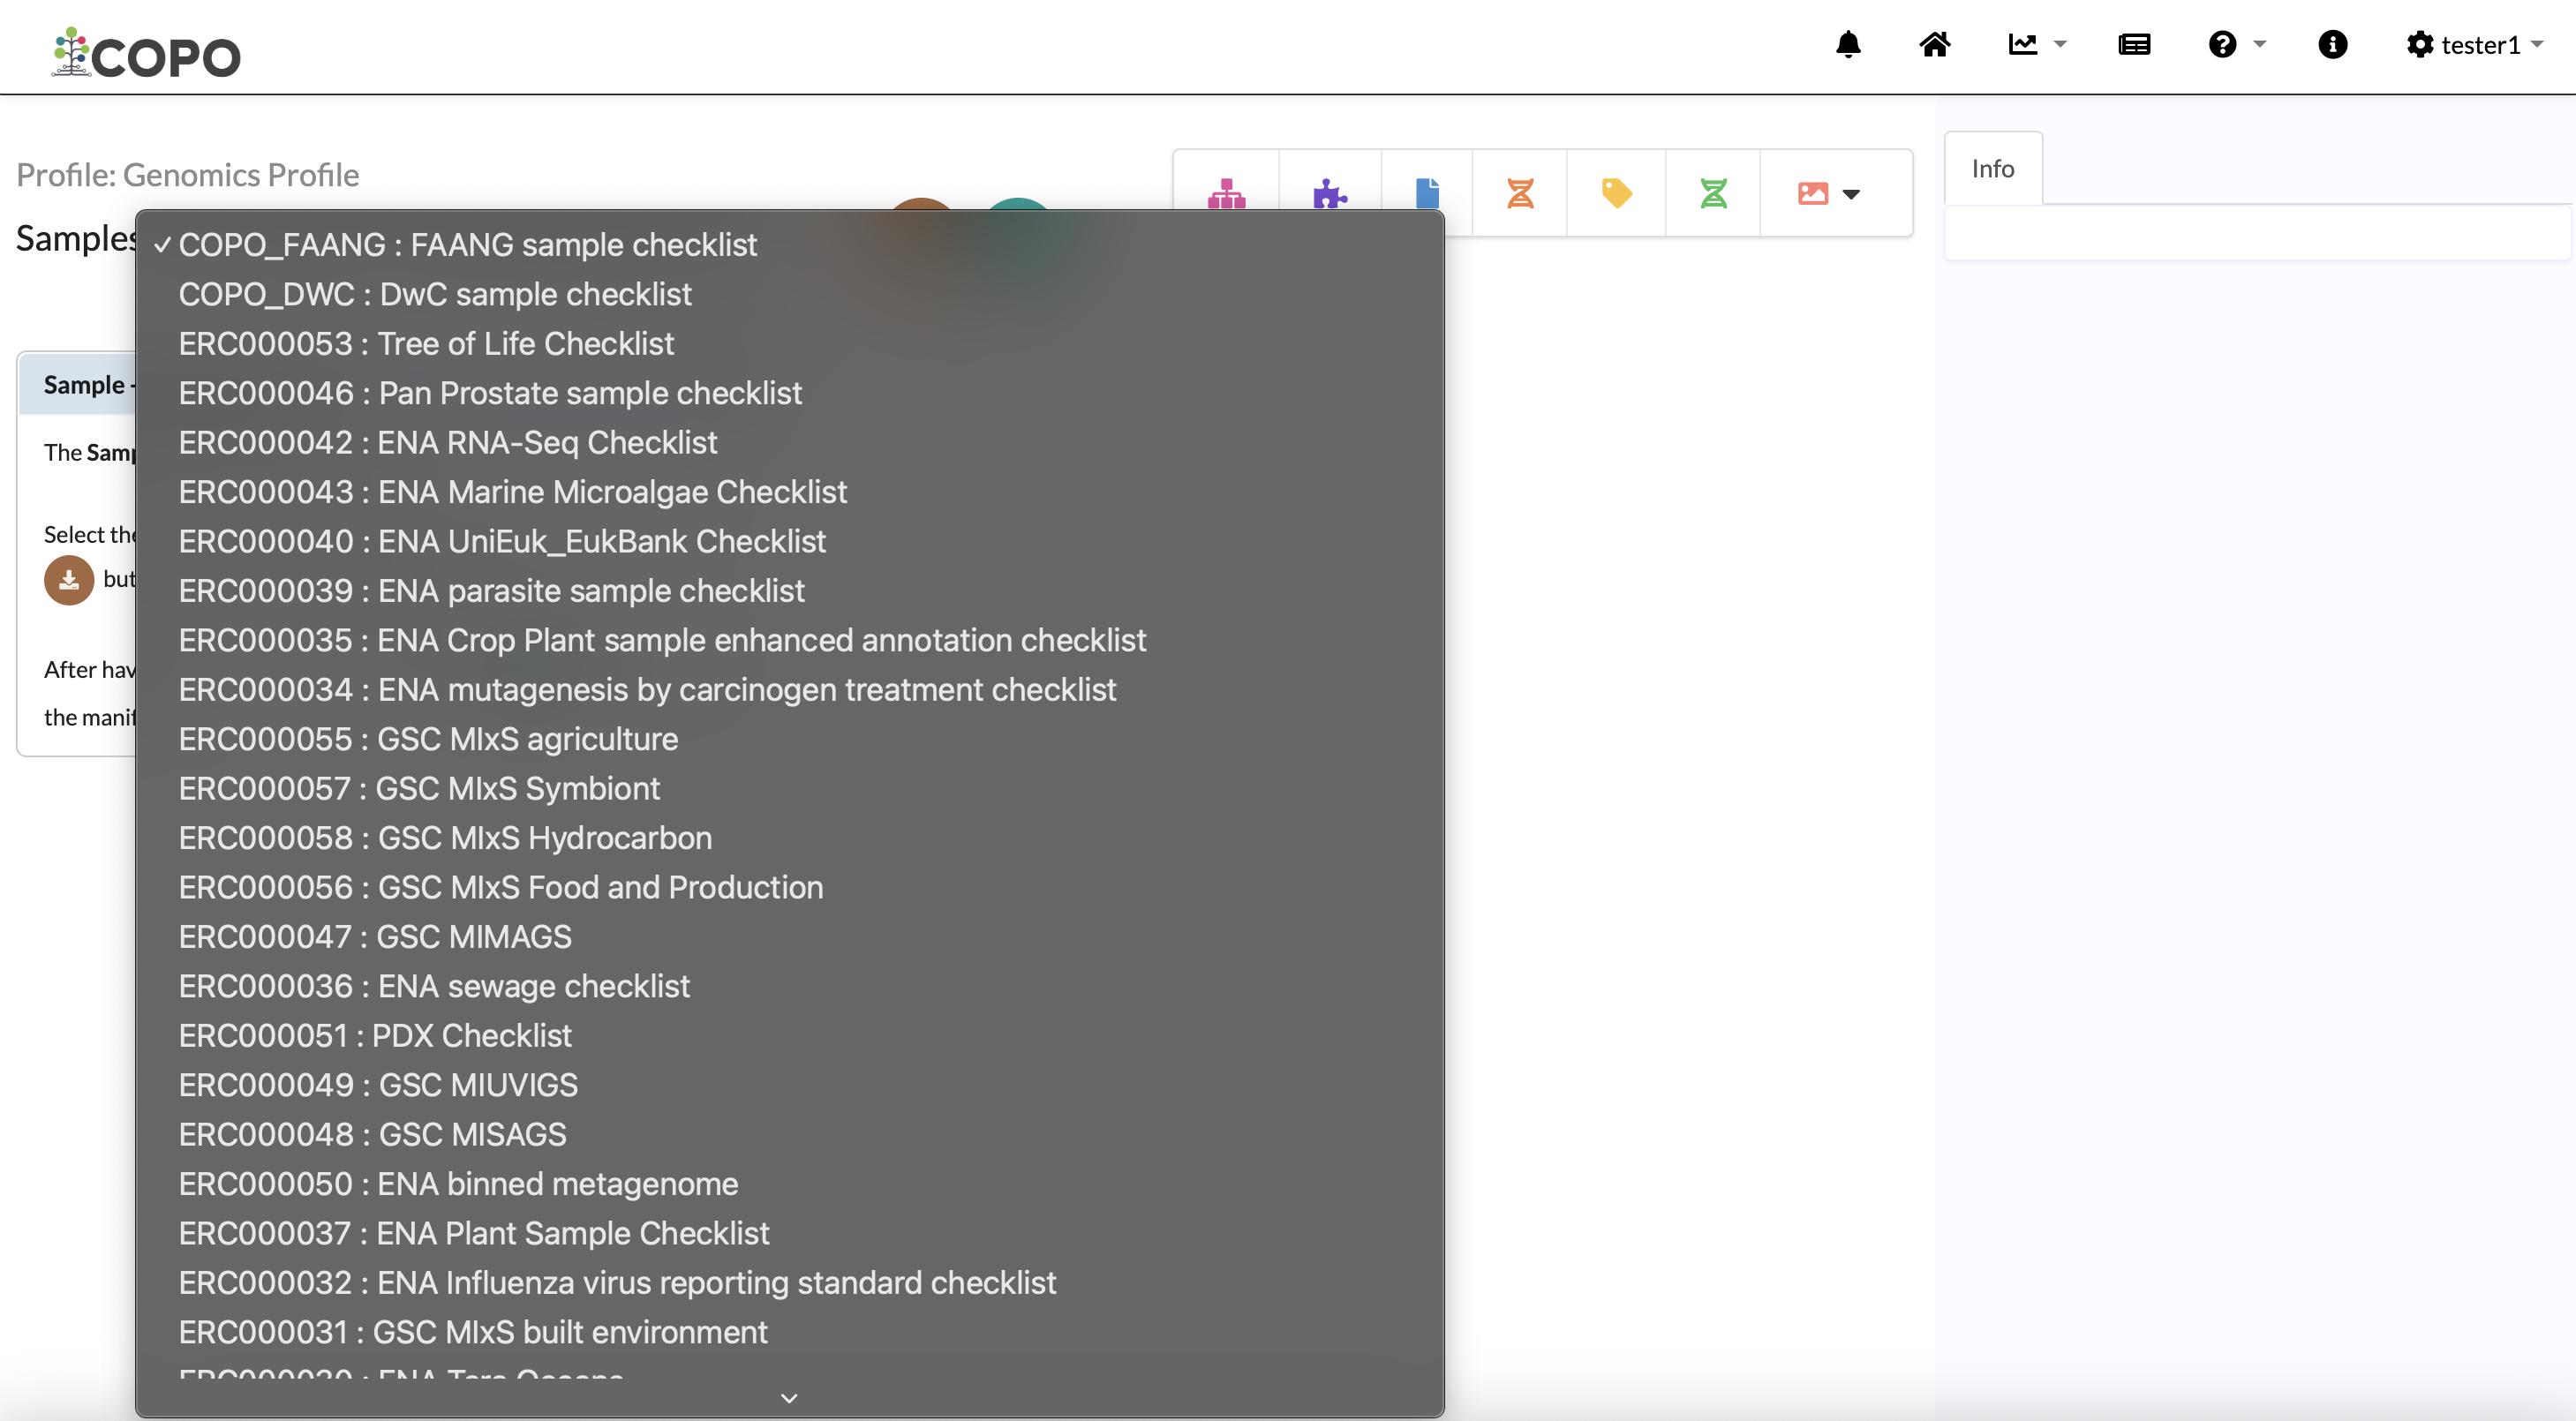 COPO
tester1
Profile: Genomics Profile
Info
Samples
✓ COPO_FAANG : FAANG sample checklist
COPO_DWC : DwC sample checklist
ERC000053 : Tree of Life Checklist
ERC000046 : Pan Prostate sample checklist
ERC000042 : ENA RNA-Seq Checklist
ERC000043 : ENA Marine Microalgae Checklist
ERC000040 : ENA UniEuk_EukBank Checklist
ERC000039 : ENA parasite sample checklist
ERC000035 : ENA Crop Plant sample enhanced annotation checklist
ERC000034 : ENA mutagenesis by carcinogen treatment checklist
ERC000055 : GSC MIxS agriculture
ERC000057 : GSC MIxS Symbiont
ERC000058 : GSC MIxS Hydrocarbon
ERC000056 : GSC MIxS Food and Production
ERC000047 : GSC MIMAGS
ERC000036 : ENA sewage checklist
ERC000051 : PDX Checklist
ERC000049 : GSC MIUVIGS
ERC000048 : GSC MISAGS
ERC000050 : ENA binned metagenome
ERC000037 : ENA Plant Sample Checklist
ERC000032 : ENA Influenza virus reporting standard checklist
ERC000031 : GSC MIxS built environment
ERC000030 : ENA Tara Oceans
Sample -
The
Select the
After
the